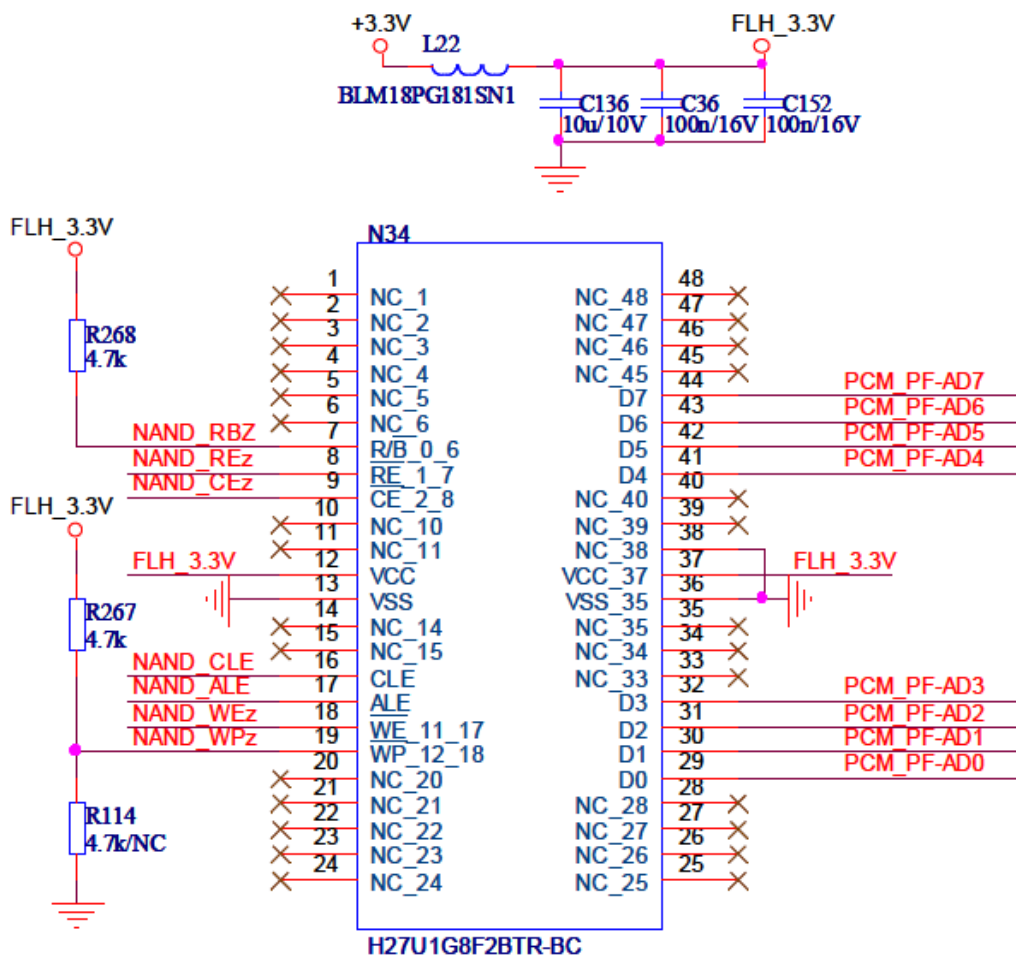 +3.3V
L22
BLM18PG181SN1
FLH_3.3V
C136
10u/10V
C36
100n/16V
C152
100n/16V
FLH_3.3V
R268
4.7k
NAND_RBZ
NAND_REz
NAND_CEz
FLH_3.3V
FLH_3.3V
R267
4.7k
NAND_CLE
NAND_ALE
NAND_WEz
NAND_WPz
R114
4.7k/NC
N34
1 NC_1
2 NC_2
3 NC_3
4 NC_4
5 NC_5
6 NC_6
7 R/B_0_6
8 RE_1_7
9 CE_2_8
10 NC_10
11 NC_11
12 VCC
13 VSS
14 NC_14
15 NC_15
16 CLE
17 ALE
18 WE_11_17
19 WP_12_18
20 NC_20
21 NC_21
22 NC_22
23 NC_23
24 NC_24
NC_48 48
NC_47 47
NC_46 46
NC_45 45
D7 44 PCM_PF-AD7
D6 43 PCM_PF-AD6
D5 42 PCM_PF-AD5
D4 41 PCM_PF-AD4
NC_40 40
NC_39 39
NC_38 38
VCC_37 37 FLH_3.3V
VSS_35 36
NC_35 35
NC_34 34
NC_33 33
D3 32 PCM_PF-AD3
D2 31 PCM_PF-AD2
D1 30 PCM_PF-AD1
D0 29 PCM_PF-AD0
NC_28 28
NC_27 27
NC_26 26
NC_25 25
H27U1G8F2BTR-BC